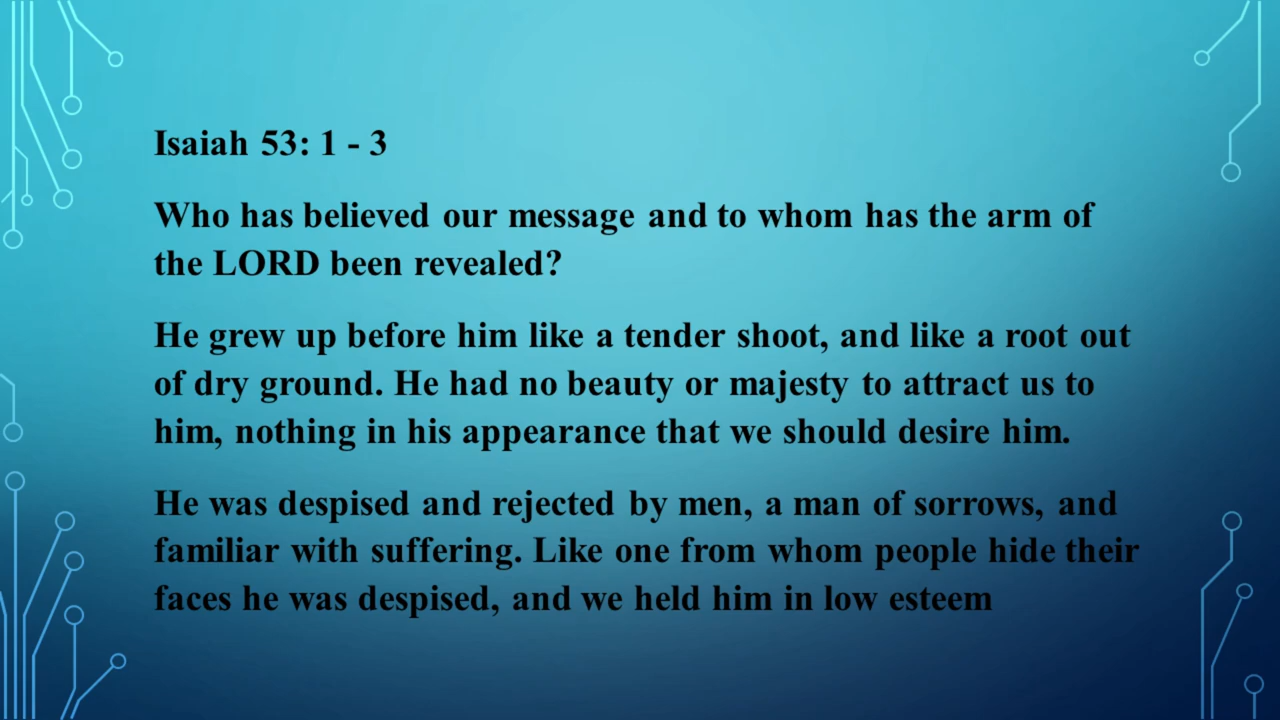 Isaiah 53: 1 - 3
Who has believed our message and to whom has the arm of
the LORD been revealed?
He grew up before him like a tender shoot, and like a root out
of dry ground. He had no beauty or majesty to attract us to
him, nothing in his appearance that we should desire him.
He was despised and rejected by men, a man of sorrows, and
familiar with suffering. Like one from whom people hide their
faces he was despised, and we held him in low esteem